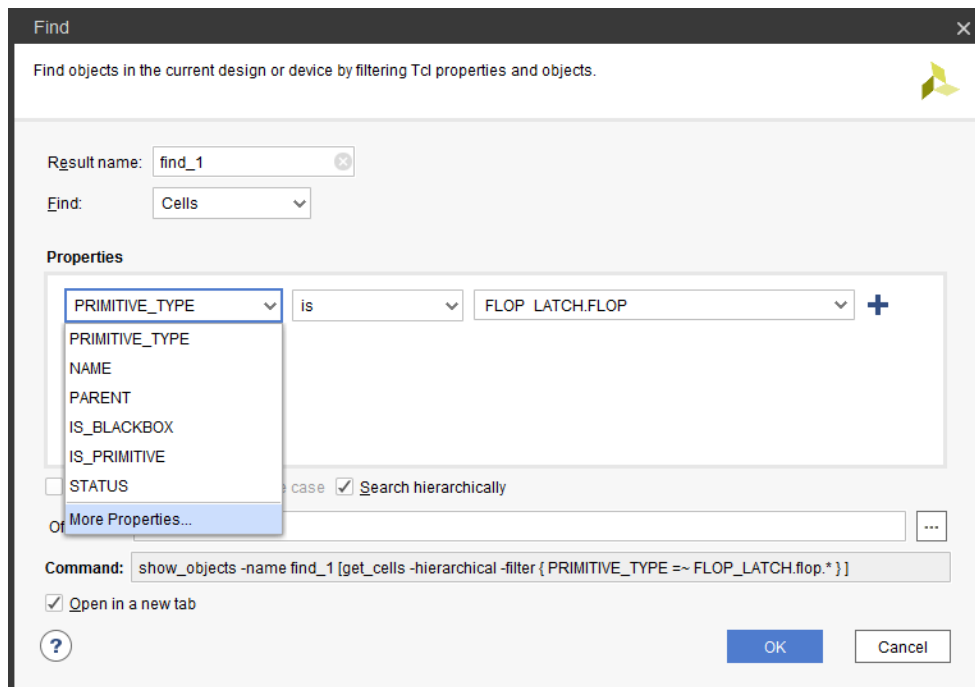 Find
Find objects in the current design or device by filtering Tcl properties and objects.
Result name: find_1
Find: Cells
Properties
PRIMITIVE_TYPE is FLOP_LATCH.FLOP
PRIMITIVE_TYPE
NAME
PARENT
IS_BLACKBOX
IS_PRIMITIVE
STATUS
case Search hierarchically
More Properties...
Of
Command: show_objects -name find_1 [get_cells -hierarchical -filter { PRIMITIVE_TYPE =~ FLOP_LATCH.flop.* } ]
Open in a new tab
? OK Cancel